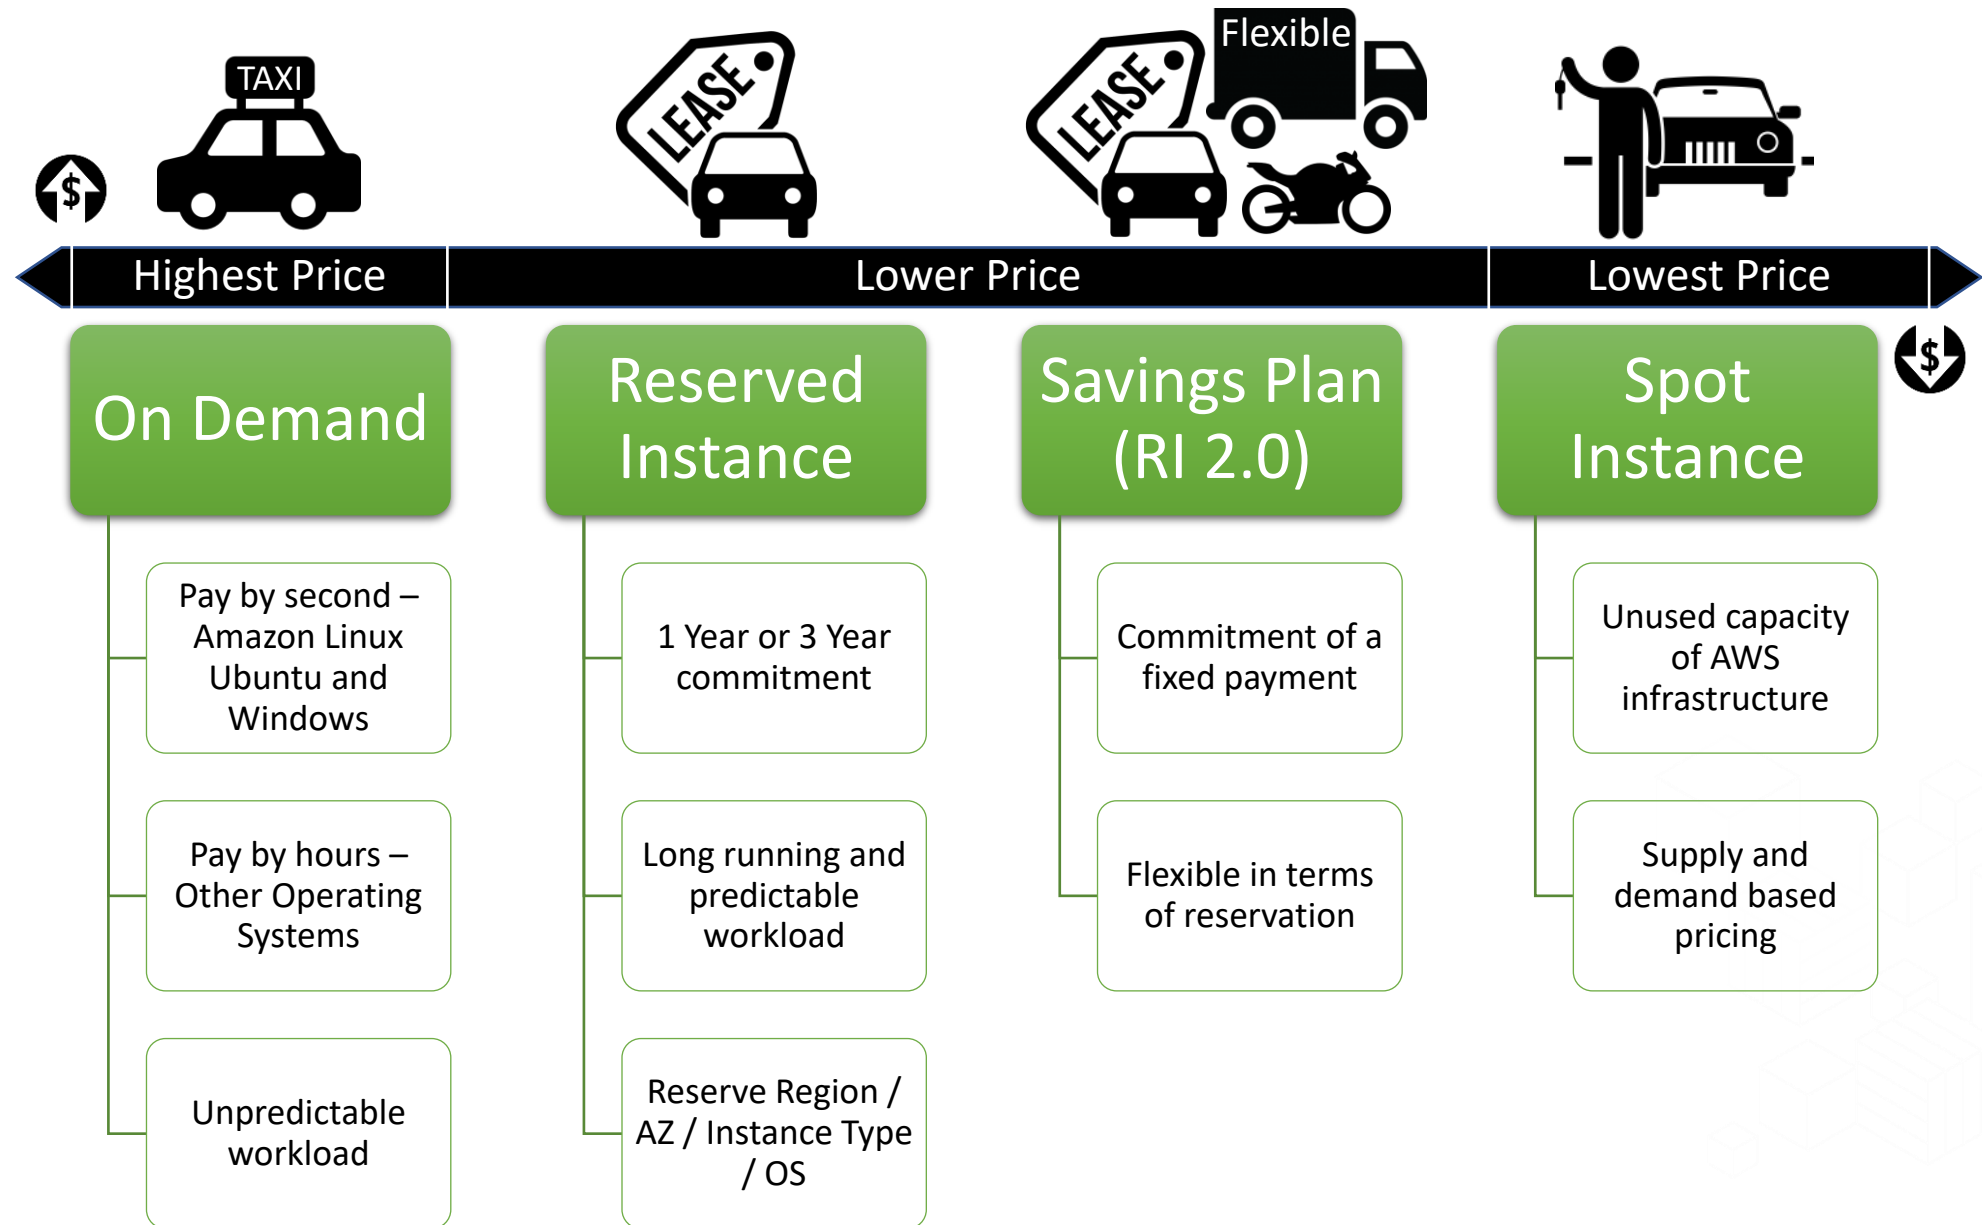 TAXI
LEASE
LEASE
Flexible
$
Highest Price
Lower Price
Lowest Price
$
On Demand
Pay by second –
Amazon Linux
Ubuntu and
Windows
Pay by hours –
Other Operating
Systems
Unpredictable
workload
Reserved
Instance
1 Year or 3 Year
commitment
Long running and
predictable
workload
Reserve Region /
AZ / Instance Type
/ OS
Savings Plan
(RI 2.0)
Commitment of a
fixed payment
Flexible in terms
of reservation
Spot
Instance
Unused capacity
of AWS
infrastructure
Supply and
demand based
pricing